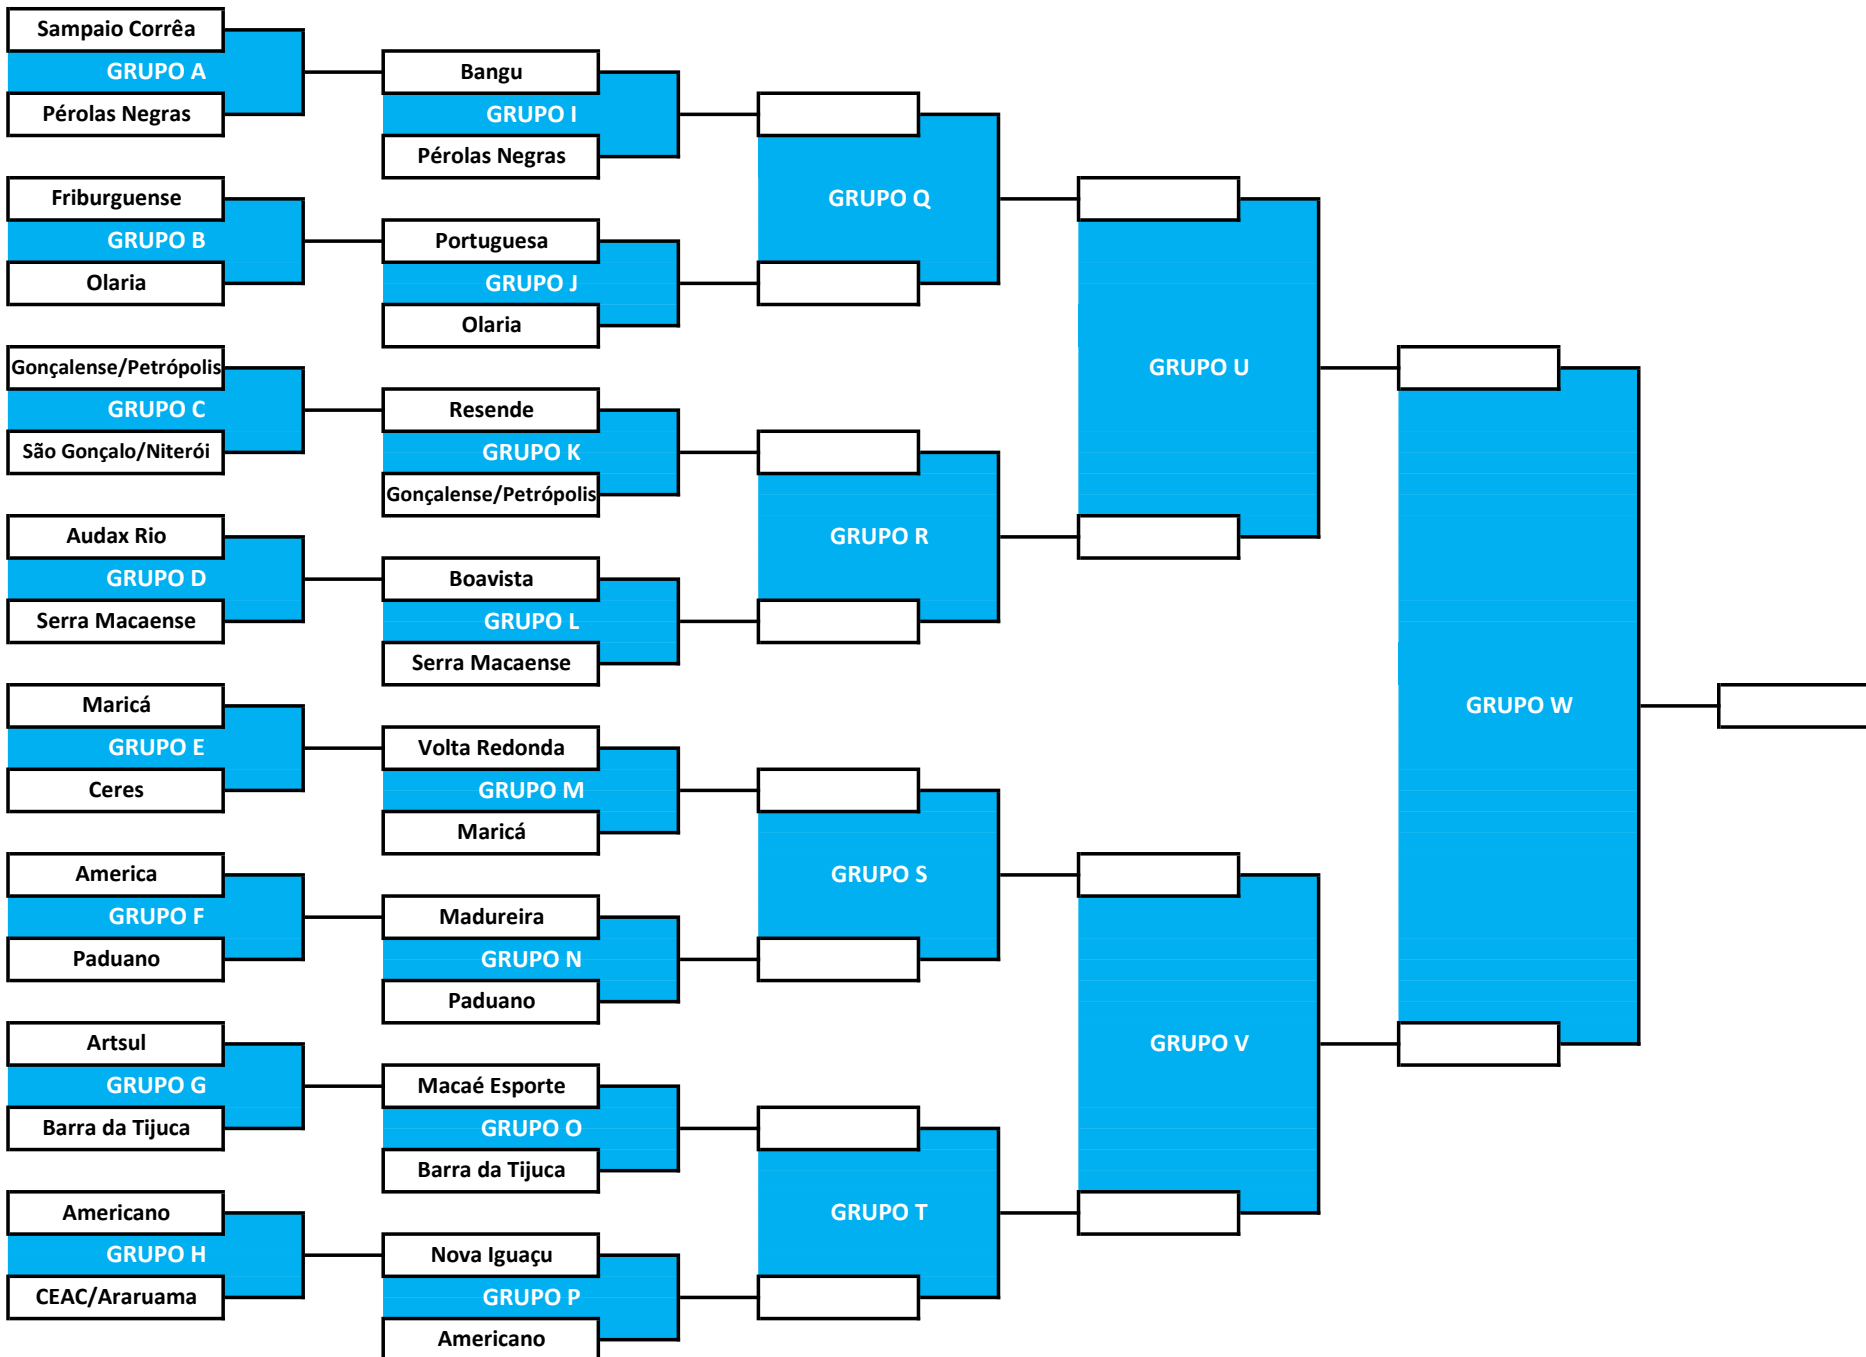 Sampaio Corrêa
GRUPO A
Pérolas Negras
Friburguense
GRUPO B
Olaria
Gonçalense/Petrópolis
GRUPO C
São Gonçalo/Niterói
Audax Rio
GRUPO D
Serra Macaense
Maricá
GRUPO E
Ceres
America
GRUPO F
Paduano
Artsul
GRUPO G
Barra da Tijuca
Americano
GRUPO H
CEAC/Araruama
Bangu
GRUPO I
Pérolas Negras
Portuguesa
GRUPO J
Olaria
Resende
GRUPO K
Gonçalense/Petrópolis
Boavista
GRUPO L
Serra Macaense
Volta Redonda
GRUPO M
Maricá
Madureira
GRUPO N
Paduano
Macaé Esporte
GRUPO O
Barra da Tijuca
Nova Iguaçu
GRUPO P
Americano
GRUPO Q
GRUPO R
GRUPO S
GRUPO T
GRUPO U
GRUPO V
GRUPO W